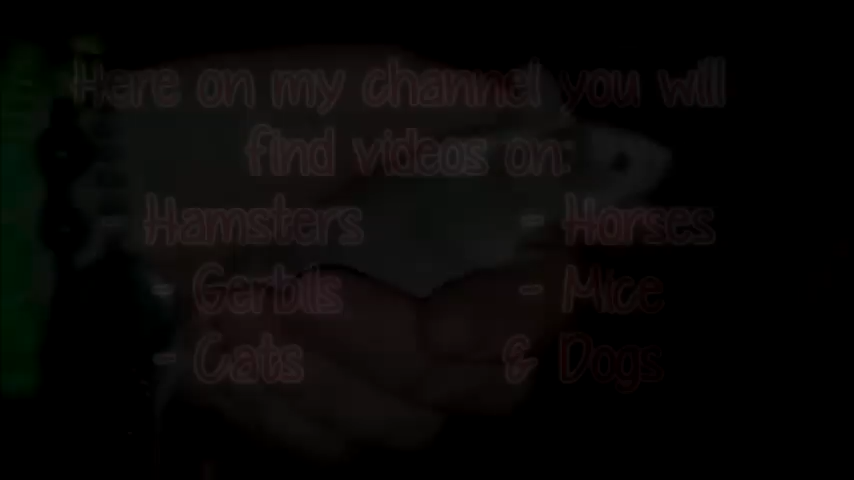 Here on my channel you will
find videos on:
- Hamsters - Horses
- Gerbils - Mice
- Cats & Dogs